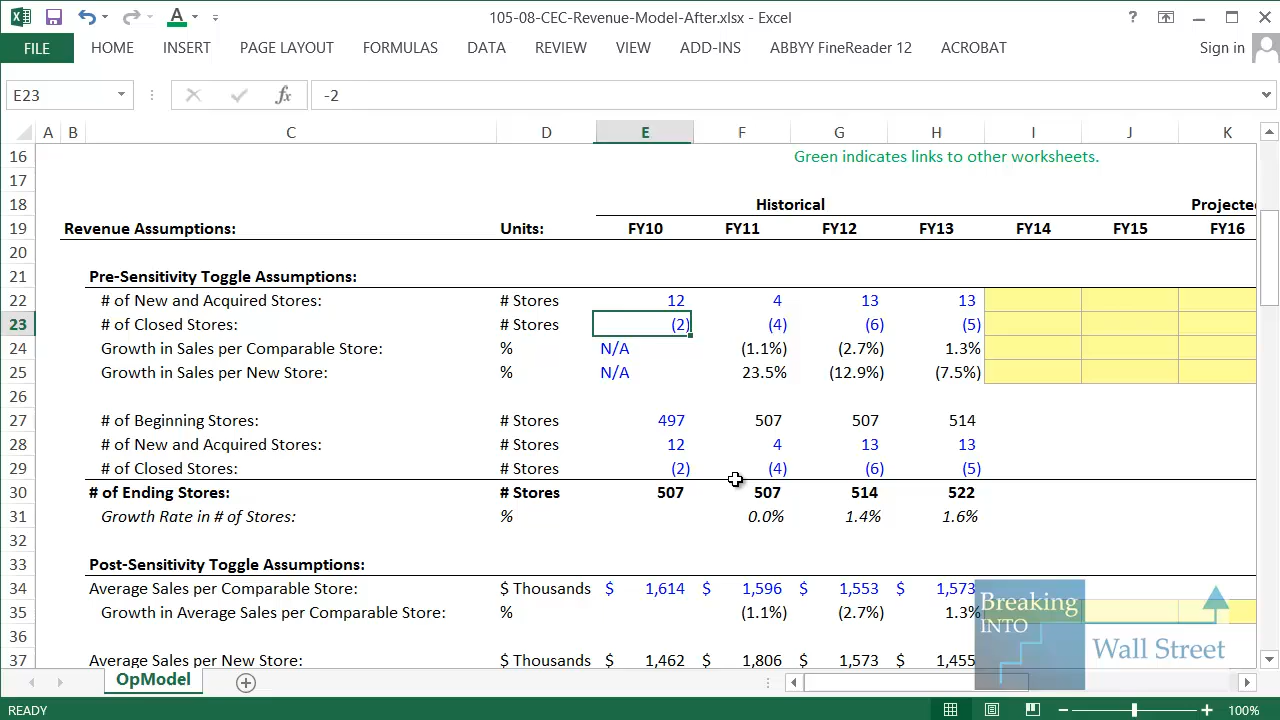 105-08-CEC-Revenue-Model-After.xlsx - Excel
FILE HOME INSERT PAGE LAYOUT FORMULAS DATA REVIEW VIEW ADD-INS ABBYY FineReader 12 ACROBAT Sign in
E23 fx -2
A B C D E F G H I J K
16 Green indicates links to other worksheets.
17
18 Historical Projected
19 Revenue Assumptions: Units: FY10 FY11 FY12 FY13 FY14 FY15 FY16
20
21 Pre-Sensitivity Toggle Assumptions:
22 # of New and Acquired Stores: # Stores 12 4 13 13
23 # of Closed Stores: # Stores (2) (4) (6) (5)
24 Growth in Sales per Comparable Store: % N/A (1.1%) (2.7%) 1.3%
25 Growth in Sales per New Store: % N/A 23.5% (12.9%) (7.5%)
26
27 # of Beginning Stores: # Stores 497 507 507 514
28 # of New and Acquired Stores: # Stores 12 4 13 13
29 # of Closed Stores: # Stores (2) (4) (6) (5)
30 # of Ending Stores: # Stores 507 507 514 522
31 Growth Rate in # of Stores: % 0.0% 1.4% 1.6%
32
33 Post-Sensitivity Toggle Assumptions:
34 Average Sales per Comparable Store: $ Thousands $ 1,614 $ 1,596 $ 1,553 $ 1,573
35 Growth in Average Sales per Comparable Store: % (1.1%) (2.7%) 1.3%
36
37 Average Sales per New Store: $ Thousands $ 1,462 $ 1,806 $ 1,573 $ 1,455
Breaking
INTO
Wall Street
OpModel
READY 100%